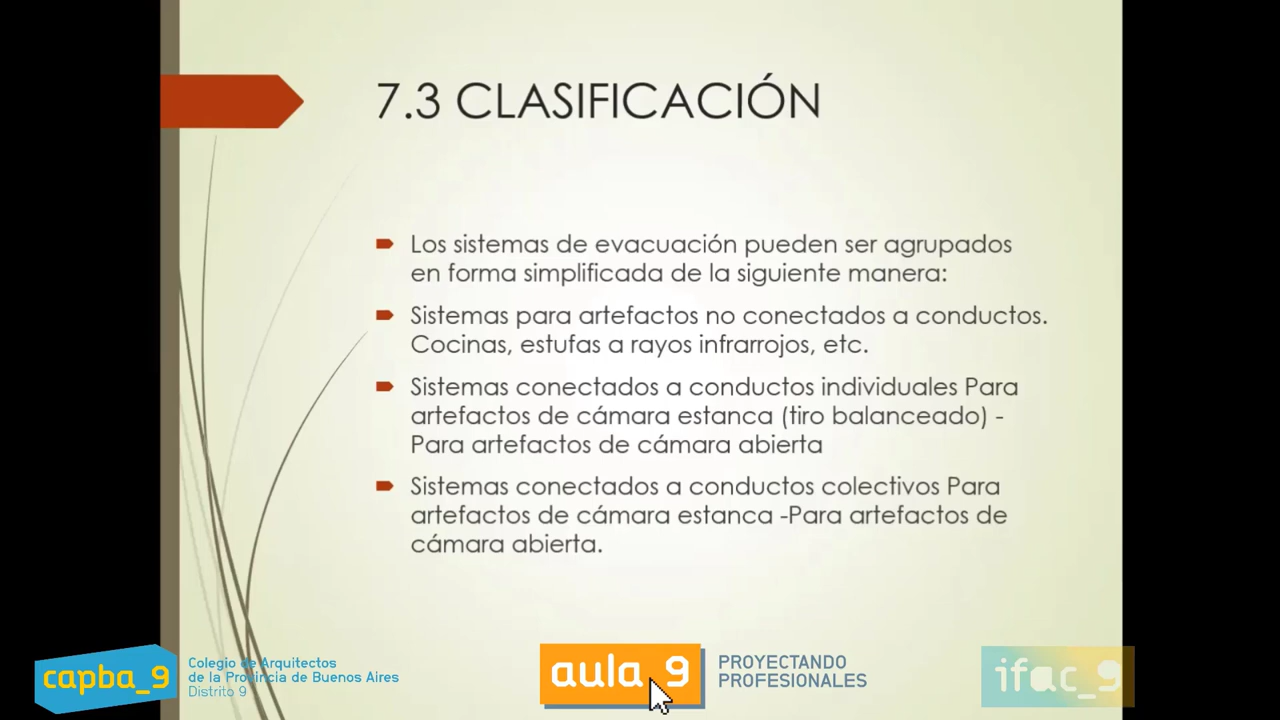 7.3 CLASIFICACIÓN
Los sistemas de evacuación pueden ser agrupados
en forma simplificada de la siguiente manera:
Sistemas para artefactos no conectados a conductos.
Cocinas, estufas a rayos infrarrojos, etc.
Sistemas conectados a conductos individuales Para
artefactos de cámara estanca (tiro balanceado) -
Para artefactos de cámara abierta
Sistemas conectados a conductos colectivos Para
artefactos de cámara estanca -Para artefactos de
cámara abierta.
capba_9
Colegio de Arquitectos
de la Provincia de Buenos Aires
Distrito 9
aula_9
PROYECTANDO
PROFESIONALES
ifac_9